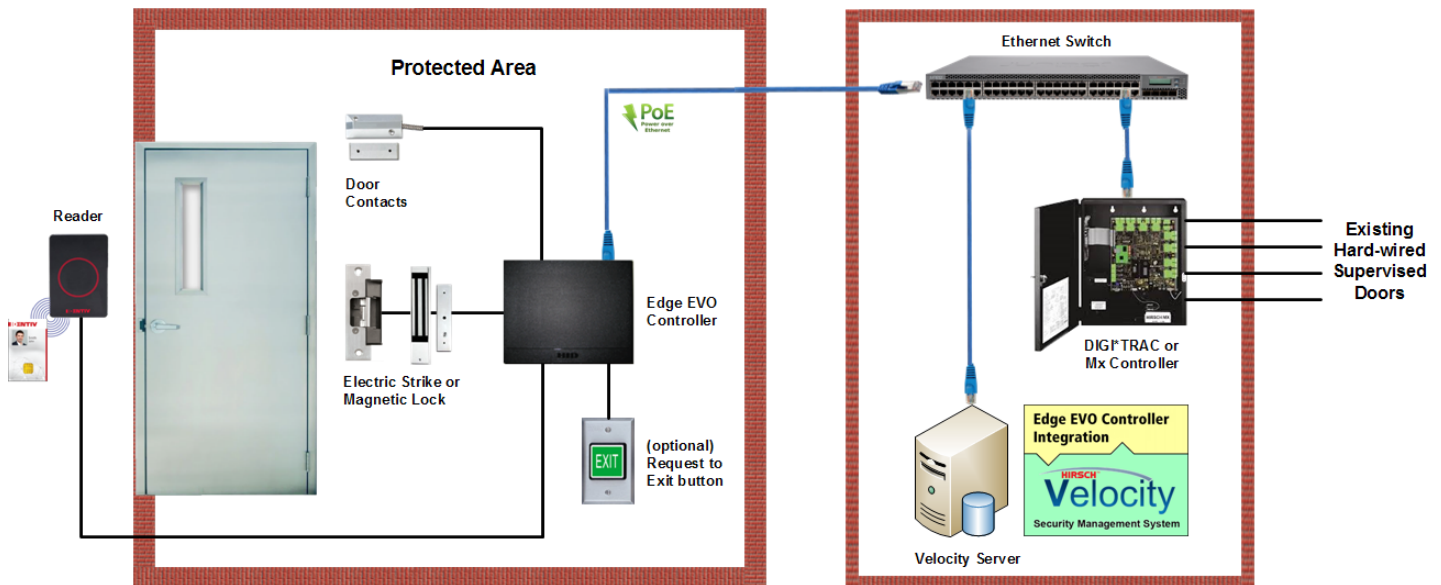 Protected Area
Ethernet Switch
PoE
Power over
Ethernet
Door
Contacts
Reader
Edge EVO
Controller
Existing
Hard-wired
Supervised
Doors
DIGI*TRAC or
Mx Controller
Electric Strike or
Magnetic Lock
EXIT
(optional)
Request to
Exit button
Edge EVO Controller
Integration
HIRSCH™
Velocity
Security Management System
Velocity Server